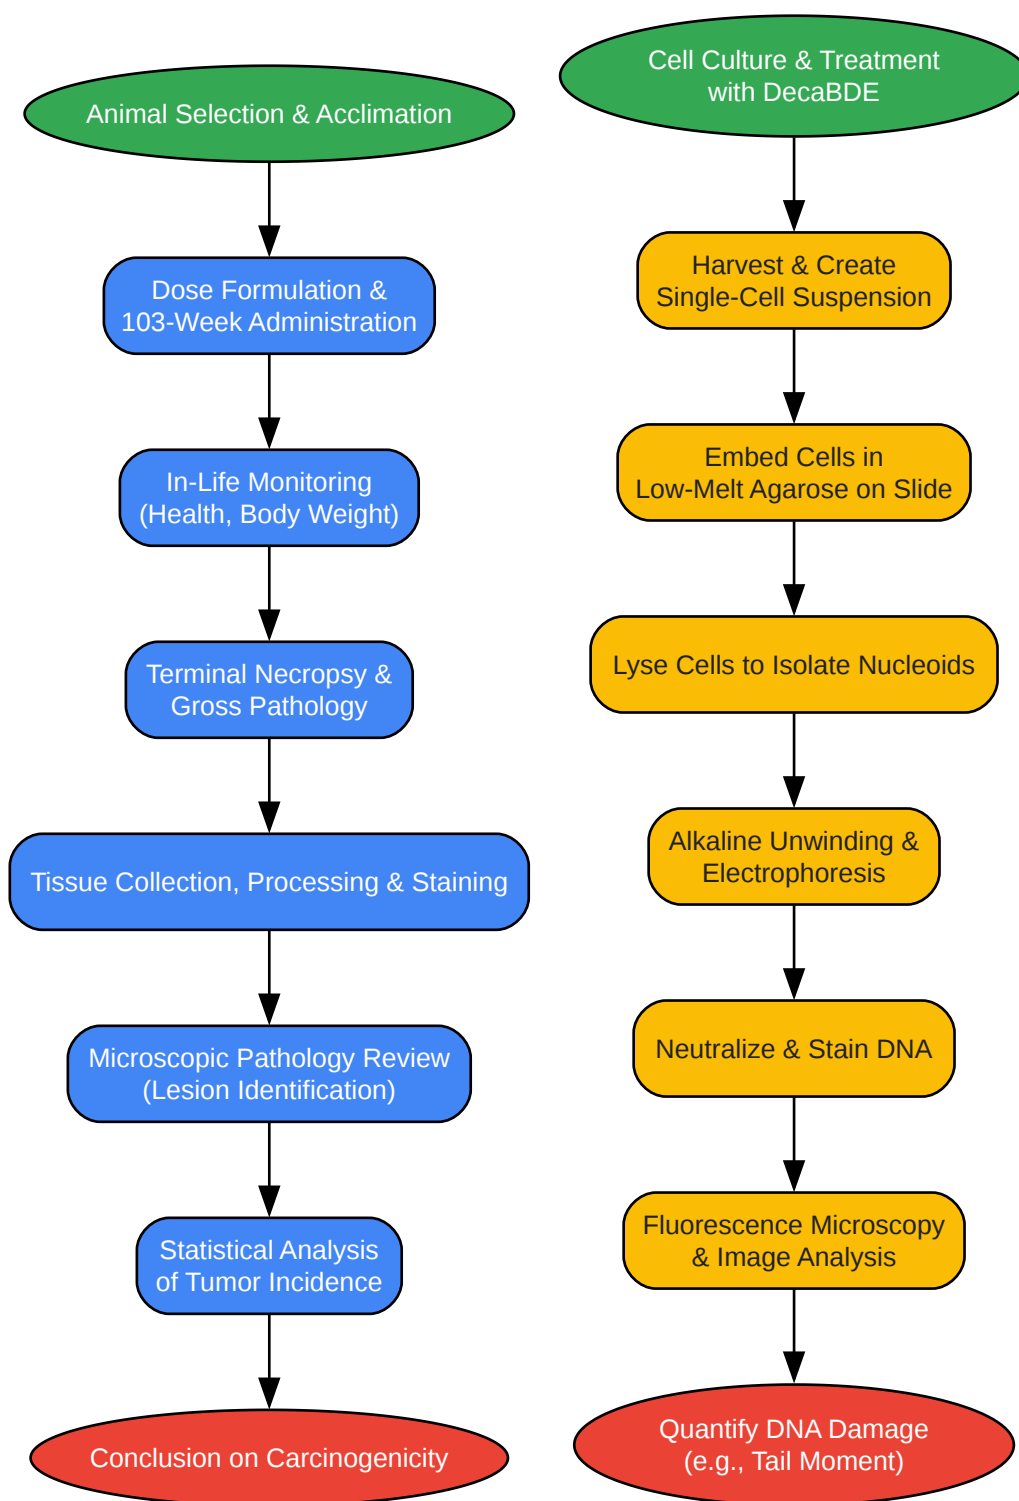 Animal Selection & Acclimation
Dose Formulation &
103-Week Administration
In-Life Monitoring
(Health, Body Weight)
Terminal Necropsy &
Gross Pathology
Tissue Collection, Processing & Staining
Microscopic Pathology Review
(Lesion Identification)
Statistical Analysis
of Tumor Incidence
Conclusion on Carcinogenicity
Cell Culture & Treatment
with DecaBDE
Harvest & Create
Single-Cell Suspension
Embed Cells in
Low-Melt Agarose on Slide
Lyse Cells to Isolate Nucleoids
Alkaline Unwinding &
Electrophoresis
Neutralize & Stain DNA
Fluorescence Microscopy
& Image Analysis
Quantify DNA Damage
(e.g., Tail Moment)